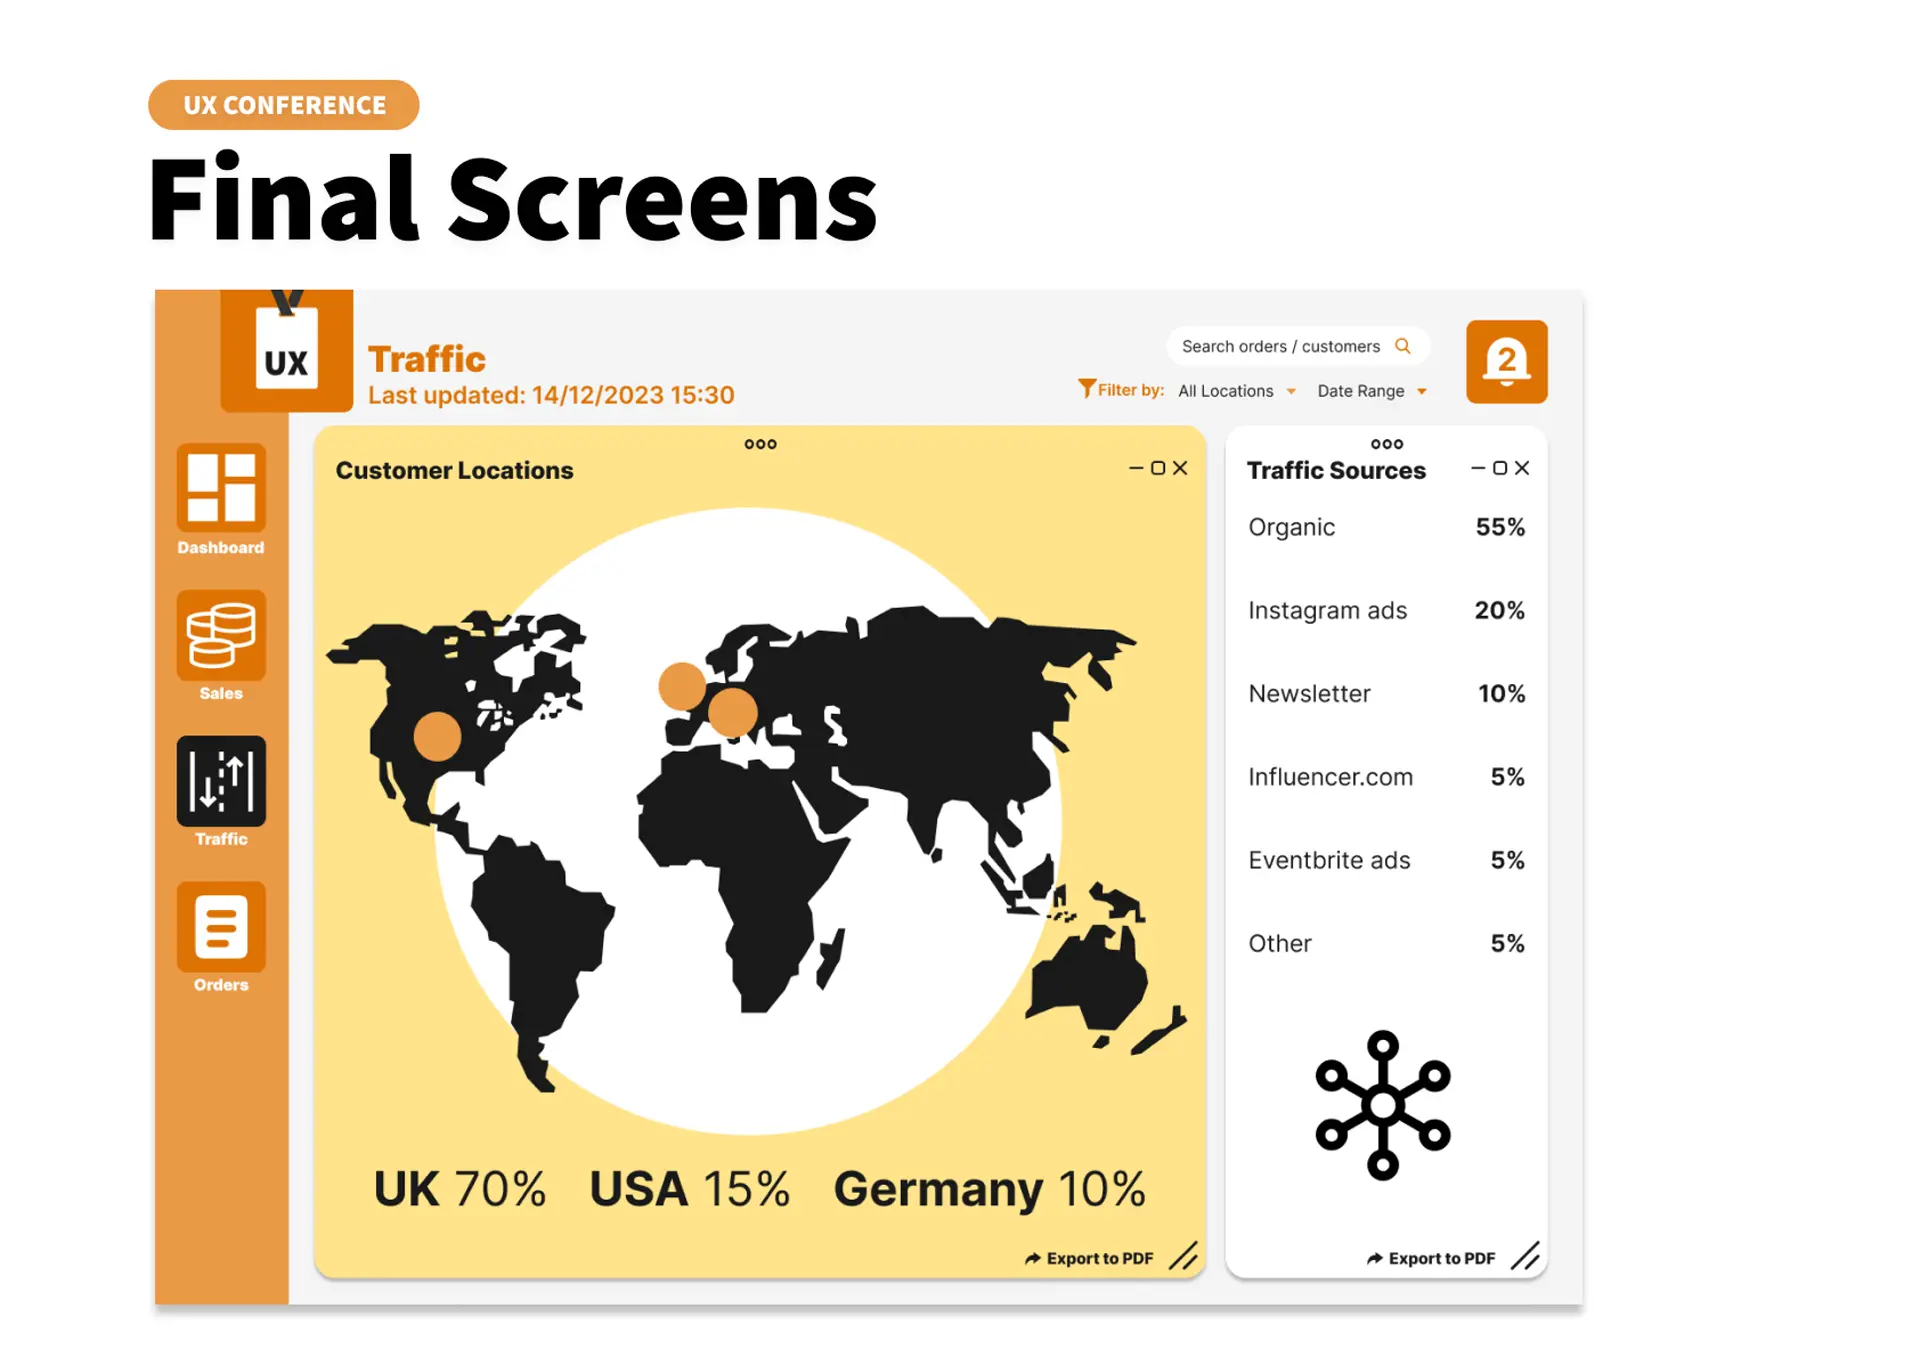 UX CONFERENCE
Final Screens
UX
Traffic
Last updated: 14/12/2023 15:30
Search orders / customers
Filter by: All Locations Date Range
2
Dashboard
Sales
Traffic
Orders
Customer Locations
UK 70% USA 15% Germany 10%
Export to PDF
Traffic Sources
Organic 55%
Instagram ads 20%
Newsletter 10%
Influencer.com 5%
Eventbrite ads 5%
Other 5%
Export to PDF